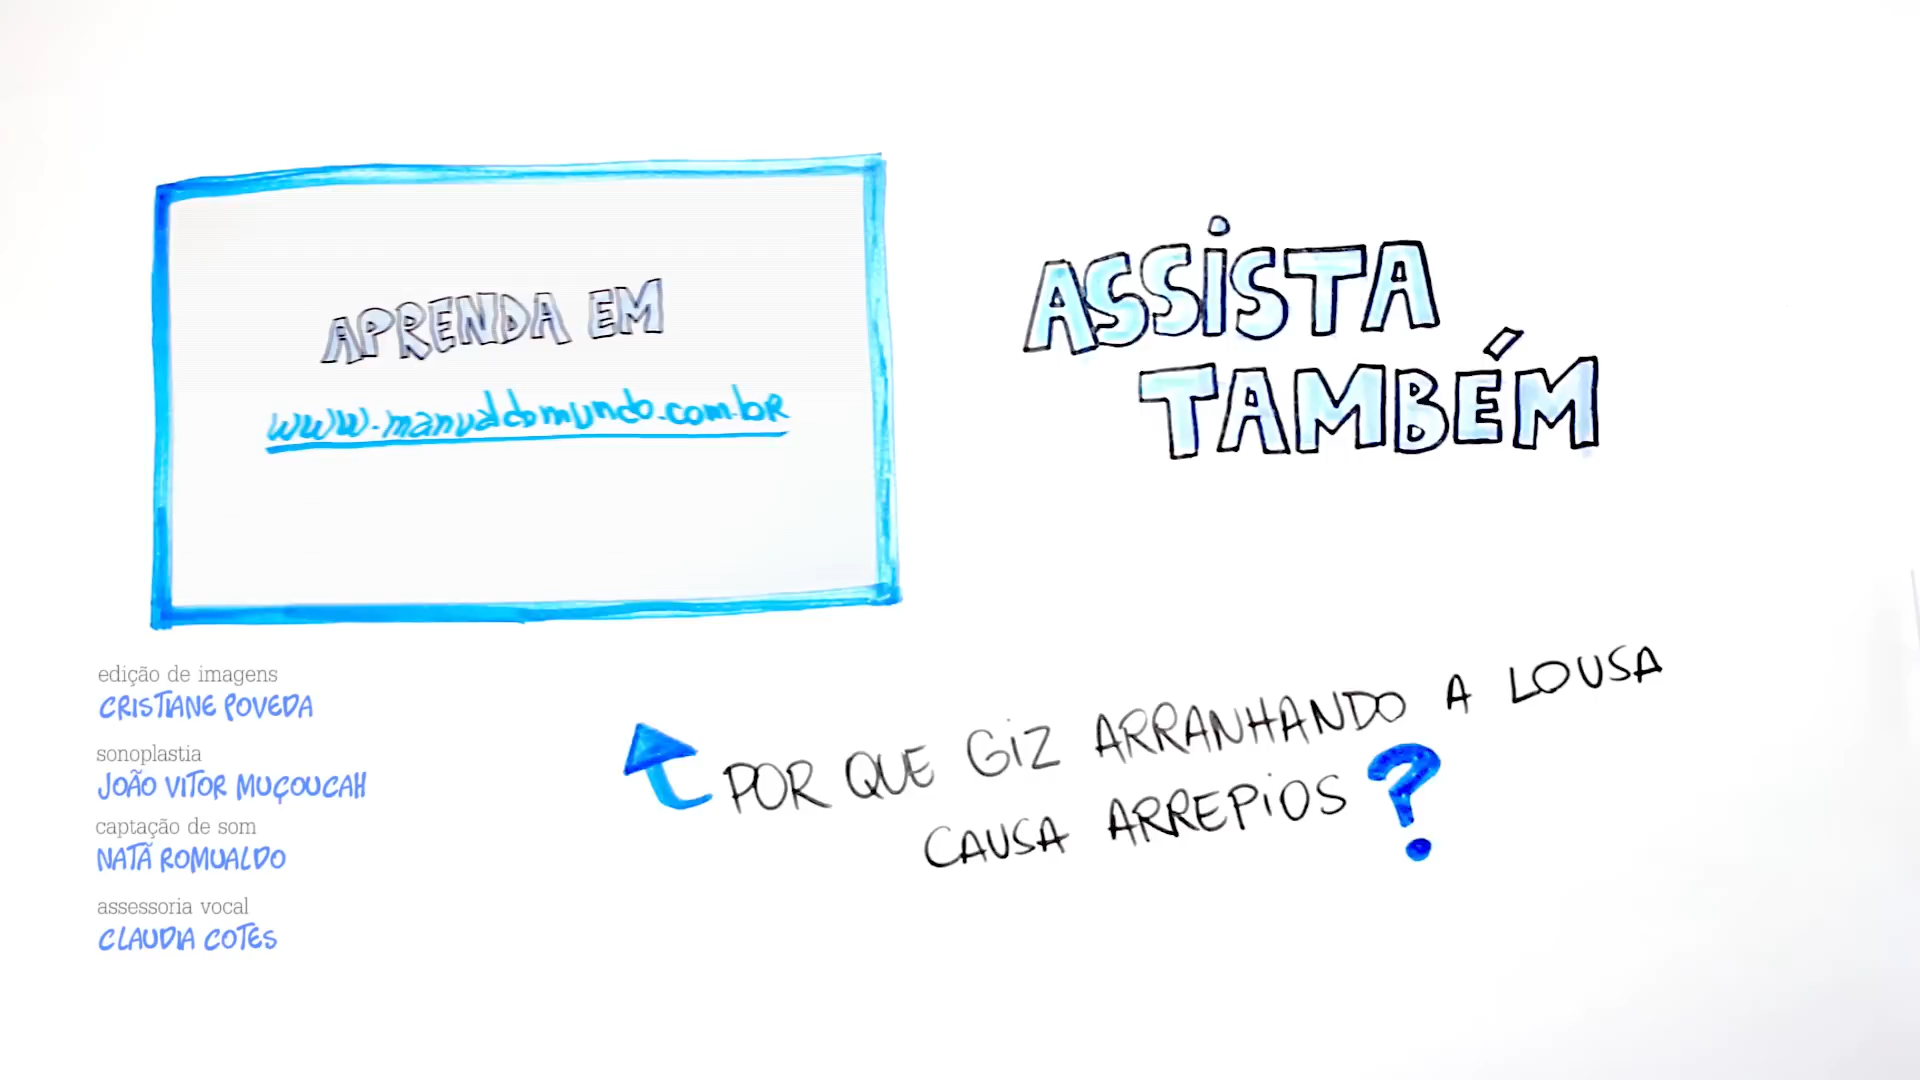 APRENDA EM
www.manualdomundo.com.br
ASSISTA
TAMBÉM
edição de imagens
CRISTIANE POVEDA
sonoplastia
JOÃO VITOR MUÇOUCAH
captação de som
NATÃ ROMUALDO
assessoria vocal
CLAUDIA COTES
POR QUE GIZ ARRANHANDO A LOUSA
CAUSA ARREPIOS?